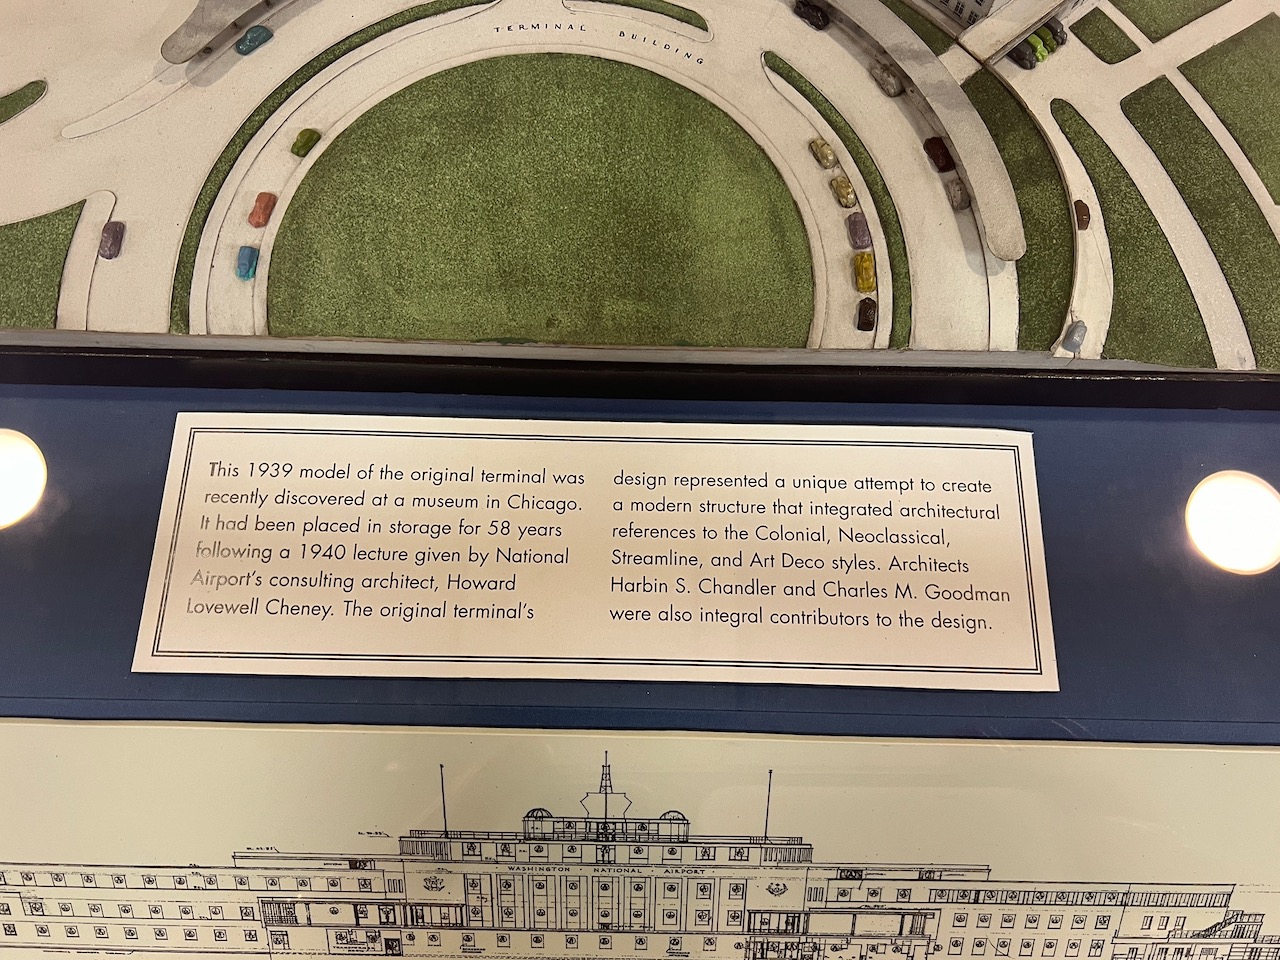 TERMINAL BUILDING
This 1939 model of the original terminal was
recently discovered at a museum in Chicago.
It had been placed in storage for 58 years
following a 1940 lecture given by National
Airport's consulting architect, Howard
Lovewell Cheney. The original terminal's
design represented a unique attempt to create
a modern structure that integrated architectural
references to the Colonial, Neoclassical,
Streamline, and Art Deco styles. Architects
Harbin S. Chandler and Charles M. Goodman
were also integral contributors to the design.
WASHINGTON · NATIONAL AIRPORT